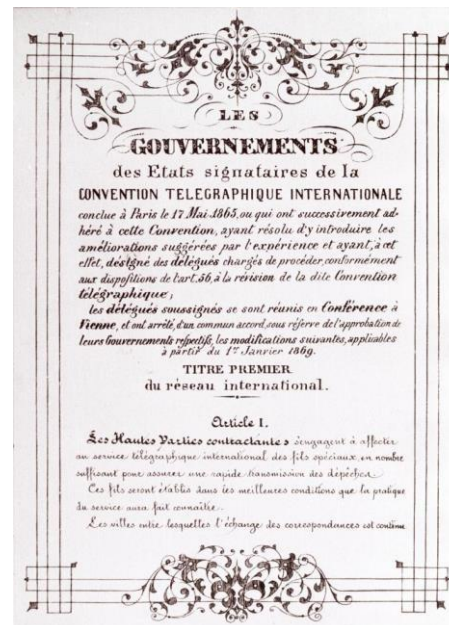 LES
GOUVERNEMENTS
des Etats signataires de la
CONVENTION TELEGRAPHIQUE INTERNATIONALE
conclue à Paris le 17 Mai 1865, ou qui ont successivement ad-
héré à cette Convention, ayant résolu d'y introduire les
améliorations suggérées par l'expérience et ayant, à cet
effet, désigné des délégués chargés de procéder, conformément
aux dispositions de l'art. 56, à la révision de la dite Convention
télégraphique;
les délégués soussignés se sont réunis en Conférence à
Vienne, et ont arrêté, d'un commun accord, sous réserve de l'approbation de
leurs Gouvernements respectifs, les modifications suivantes, applicables
à partir du 1er Janvier 1869.
TITRE PREMIER
du réseau international.
Article I.
Les Hautes Parties contractantes s'engagent à affecter
au service télégraphique international des fils spéciaux, en nombre
suffisant pour assurer une rapide transmission des dépêches.
Ces fils seront établis dans les meilleures conditions que la pratique
du service aura fait connaître.
Les villes entre lesquelles l'échange des correspondances est continu